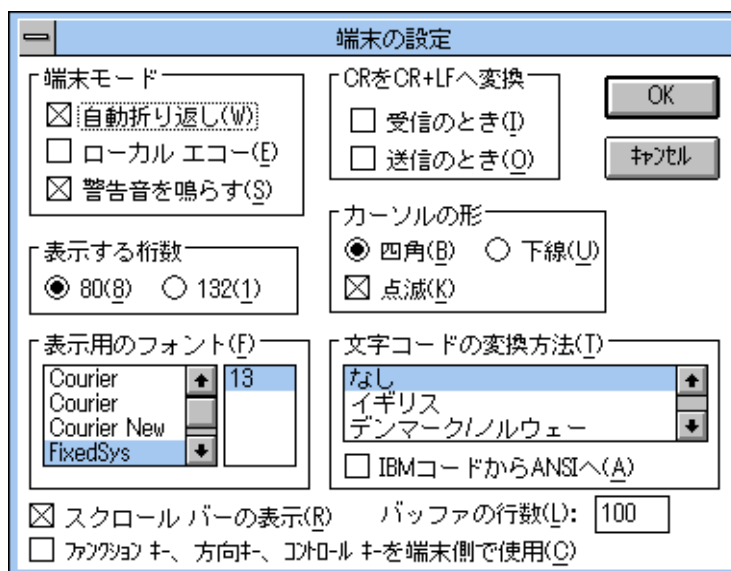 端末の設定
端末モード
自動折り返し(W)
ローカル エコー(E)
警告音を鳴らす(S)
CRをCR+LFへ変換
受信のとき(I)
送信のとき(O)
OK
ｷｬﾝｾﾙ
表示する桁数
80(8) 132(1)
カーソルの形
四角(B) 下線(U)
点滅(K)
表示用のフォント(F)
Courier
Courier
Courier New
FixedSys
13
文字コードの変換方法(T)
なし
イギリス
デンマーク/ノルウェー
IBMコードからANSIへ(A)
スクロール バーの表示(R)
バッファの行数(L): 100
ﾌｧﾝｸｼｮﾝ ｷｰ、方向ｷｰ、ｺﾝﾄﾛｰﾙ ｷｰを端末側で使用(C)